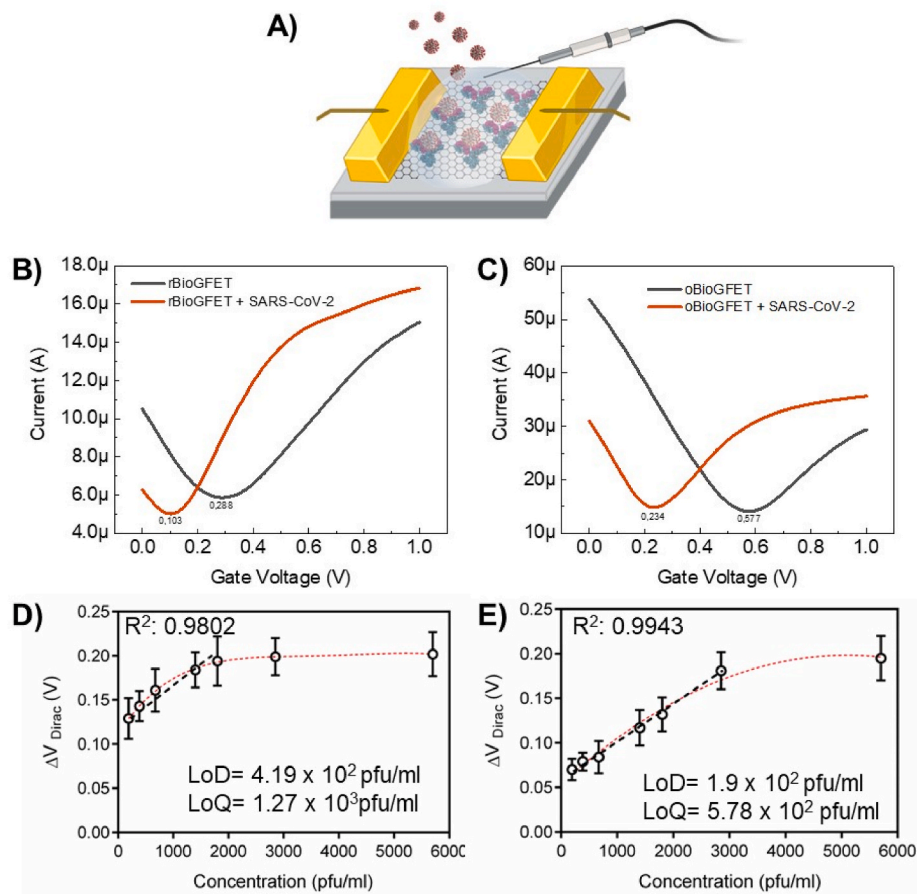 A)
B)
18.0µ
16.0µ
14.0µ
12.0µ
10.0µ
8.0µ
6.0µ
4.0µ
Current (A)
rBioGFET
rBioGFET + SARS-CoV-2
0,103
0,288
0.0 0.2 0.4 0.6 0.8 1.0
Gate Voltage (V)
C)
60µ
50µ
40µ
30µ
20µ
10µ
Current (A)
oBioGFET
oBioGFET + SARS-CoV-2
0,234
0,577
0.0 0.2 0.4 0.6 0.8 1.0
Gate Voltage (V)
D)
0.25
0.20
0.15
0.10
0.05
0.00
ΔV Dirac (V)
R²: 0.9802
LoD= 4.19 x 10² pfu/ml
LoQ= 1.27 x 10³pfu/ml
0 1000 2000 3000 4000 5000 6000
Concentration (pfu/ml)
E)
0.25
0.20
0.15
0.10
0.05
0.00
ΔV Dirac (V)
R²: 0.9943
LoD= 1.9 x 10² pfu/ml
LoQ= 5.78 x 10² pfu/ml
0 1000 2000 3000 4000 5000 6000
Concentration (pfu/ml)